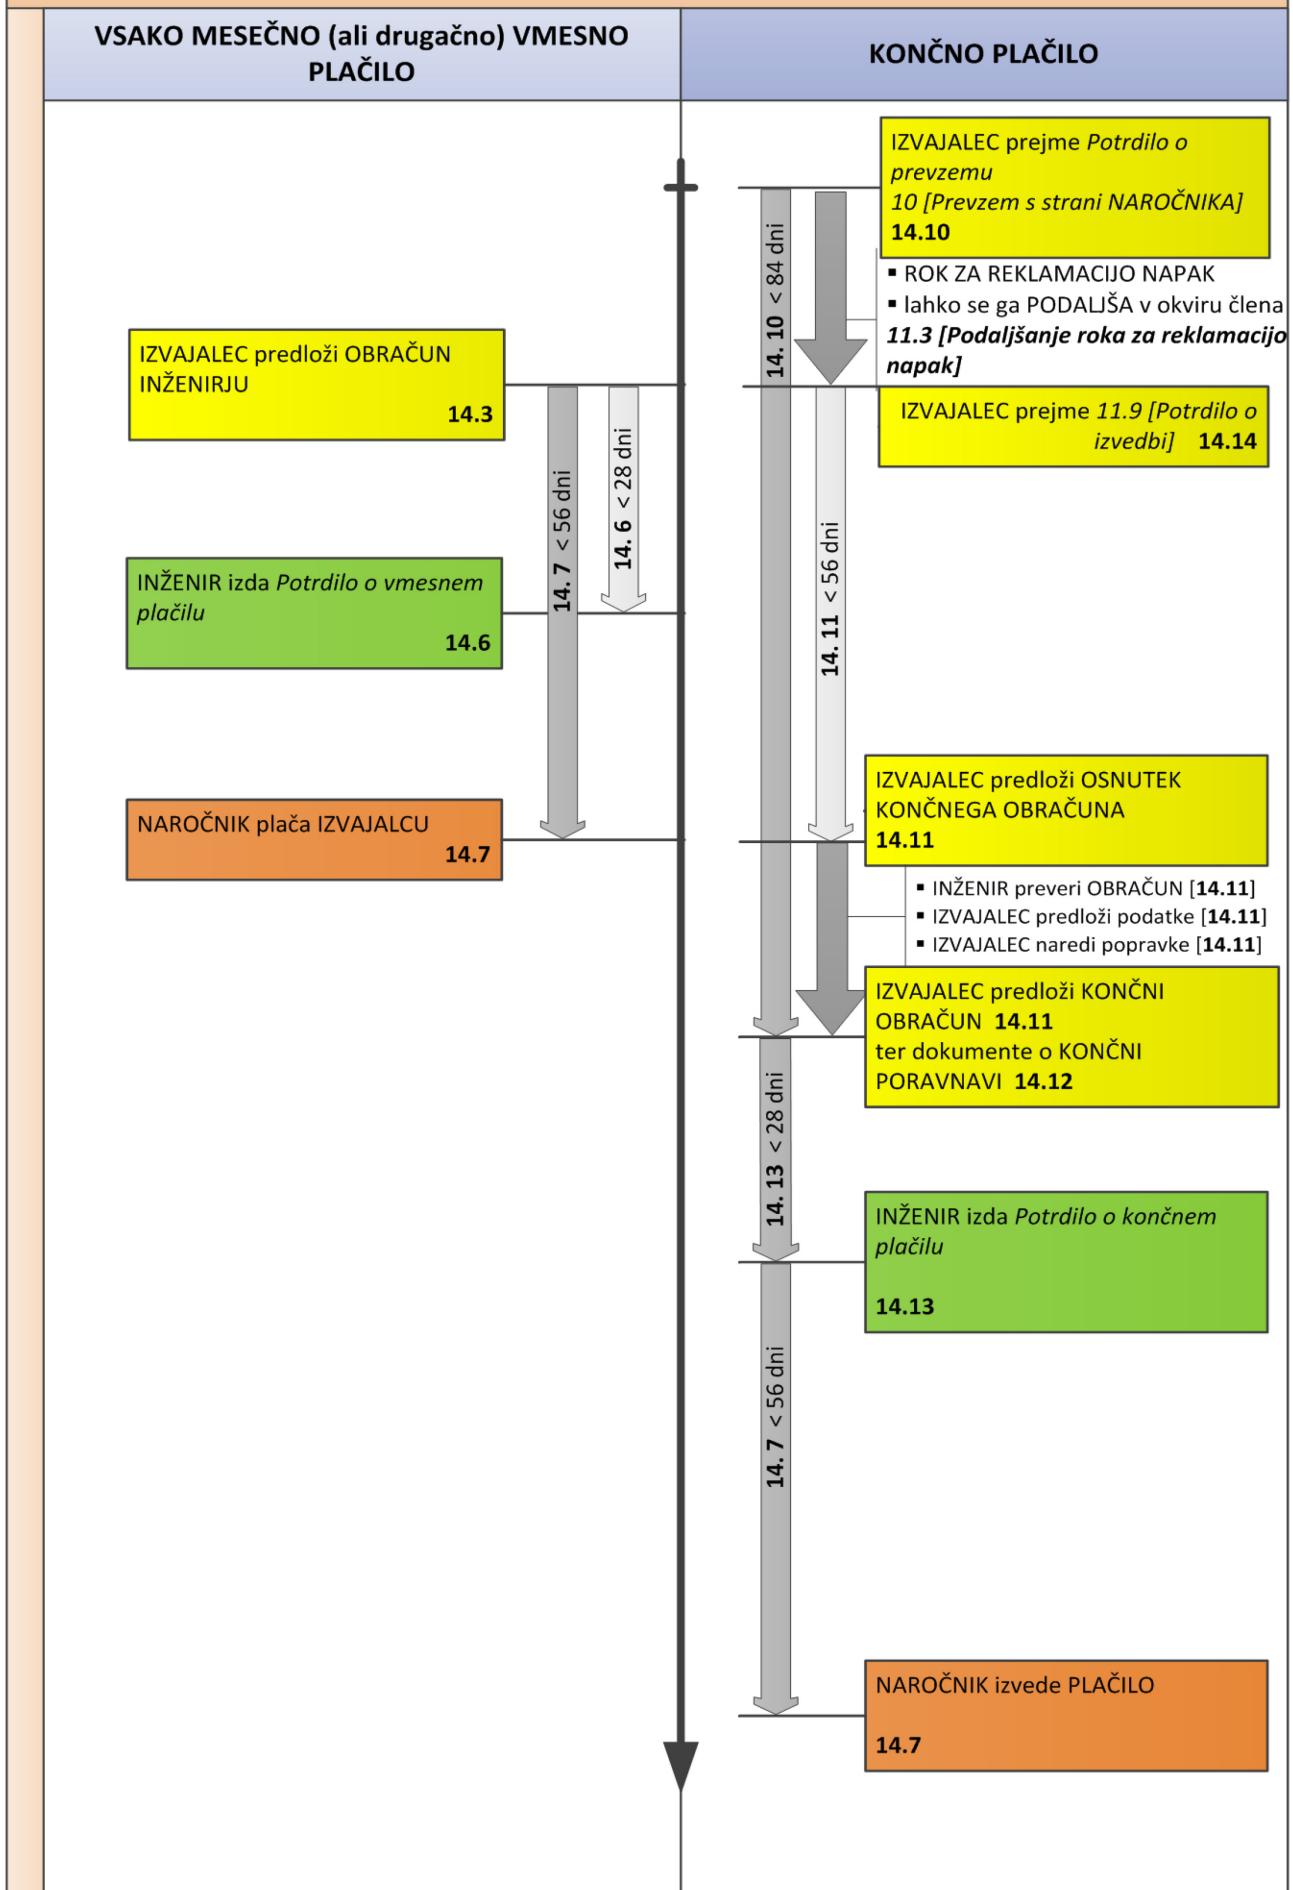 VSAKO MESEČNO (ali drugačno) VMESNO
PLAČILO
KONČNO PLAČILO
IZVAJALEC prejme Potrdilo o
prevzemu
10 [Prevzem s strani NAROČNIKA]
14.10
▪ ROK ZA REKLAMACIJO NAPAK
▪ lahko se ga PODALJŠA v okviru člena
11.3 [Podaljšanje roka za reklamacijo
napak]
14. 10 < 84 dni
IZVAJALEC predloži OBRAČUN
INŽENIRJU
14.3
IZVAJALEC prejme 11.9 [Potrdilo o
izvedbi] 14.14
14. 7 < 56 dni
14. 6 < 28 dni
14. 11 < 56 dni
INŽENIR izda Potrdilo o vmesnem
plačilu
14.6
NAROČNIK plača IZVAJALCU
14.7
IZVAJALEC predloži OSNUTEK
KONČNEGA OBRAČUNA
14.11
▪ INŽENIR preveri OBRAČUN [14.11]
▪ IZVAJALEC predloži podatke [14.11]
▪ IZVAJALEC naredi popravke [14.11]
IZVAJALEC predloži KONČNI
OBRAČUN 14.11
ter dokumente o KONČNI
PORAVNAVI 14.12
14. 13 < 28 dni
INŽENIR izda Potrdilo o končnem
plačilu
14.13
14. 7 < 56 dni
NAROČNIK izvede PLAČILO
14.7